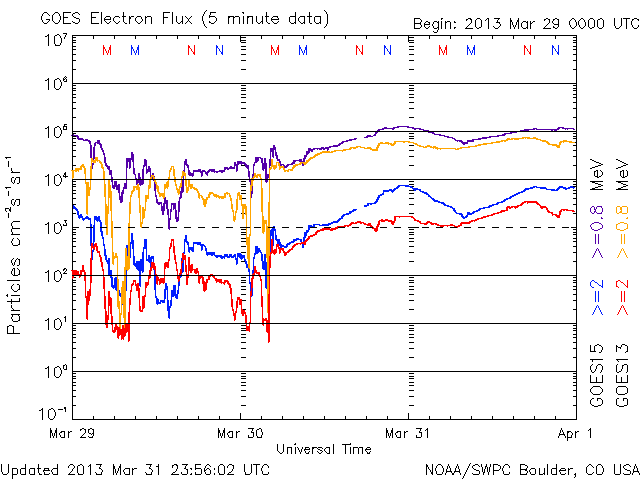 GOES Electron Flux (5 minute data)
Begin: 2013 Mar 29 0000 UTC
10⁷
M M N N M M N N M M N N
10⁶
10⁵
10⁴
10³
10²
10¹
10⁰
10⁻¹
Particles cm⁻²s⁻¹sr⁻¹
Mar 29 Mar 30 Mar 31 Apr 1
Universal Time
GOES15 >=2 >=0.8 MeV
GOES13 >=2 >=0.8 MeV
Updated 2013 Mar 31 23:56:02 UTC
NOAA/SWPC Boulder, CO USA